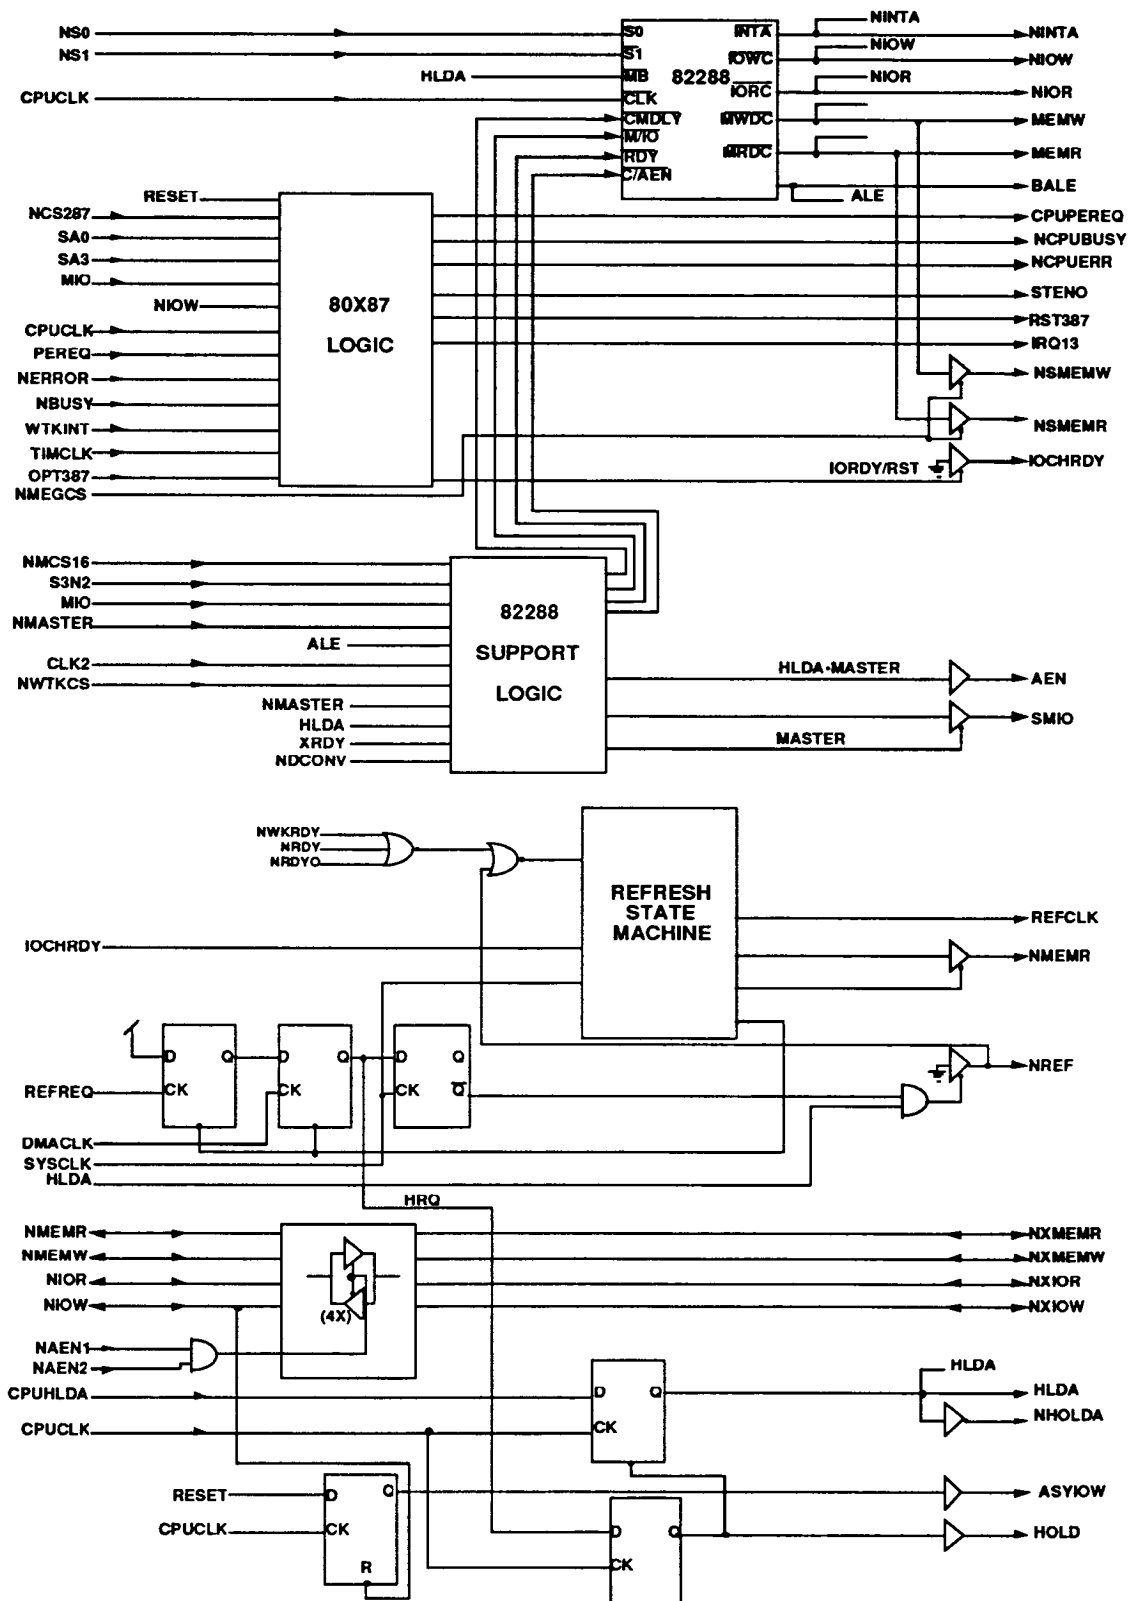 NINTA
NS0
S0
INTA
NINTA
NIOW
NS1
S1
IOWC
NIOW
HLDA
MB
82288
NIOR
CPUCLK
CLK
IORC
NIOR
CMDLY
MWDC
MEMW
M/IO
RDY
MRDC
MEMR
C/AEN
BALE
RESET
ALE
NCS287
CPUPEREQ
SA0
NCPUBUSY
SA3
NCPUERR
MIO
STENO
NIOW
80X87
RST387
CPUCLK
LOGIC
IRQ13
PEREQ
NSMEMW
NERROR
NBUSY
NSMEMR
WTKINT
TIMCLK
IORDY/RST
IOCHRDY
OPT387
NMEGCS
NMCS16
S3N2
MIO
82288
NMASTER
ALE
SUPPORT
CLK2
HLDA-MASTER
AEN
NWTKCS
LOGIC
NMASTER
SMIO
HLDA
MASTER
XRDY
NDCONV
NWKRDY
NRDY
NRDYO
REFRESH
STATE
MACHINE
REFCLK
IOCHRDY
NMEMR
D Q D Q D Q
NREF
REFREQ
CK CK CK Q
DMACLK
SYSCLK
HLDA
HRQ
NMEMR
NXMEMR
NMEMW
NXMEMW
NIOR
NXIOR
NIOW
(4X)
NXIOW
NAEN1
NAEN2
HLDA
CPUHLDA
D Q
HLDA
NHOLDA
CPUCLK
CK
RESET
D Q
ASYIOW
CPUCLK
CK
D Q
HOLD
R
CK